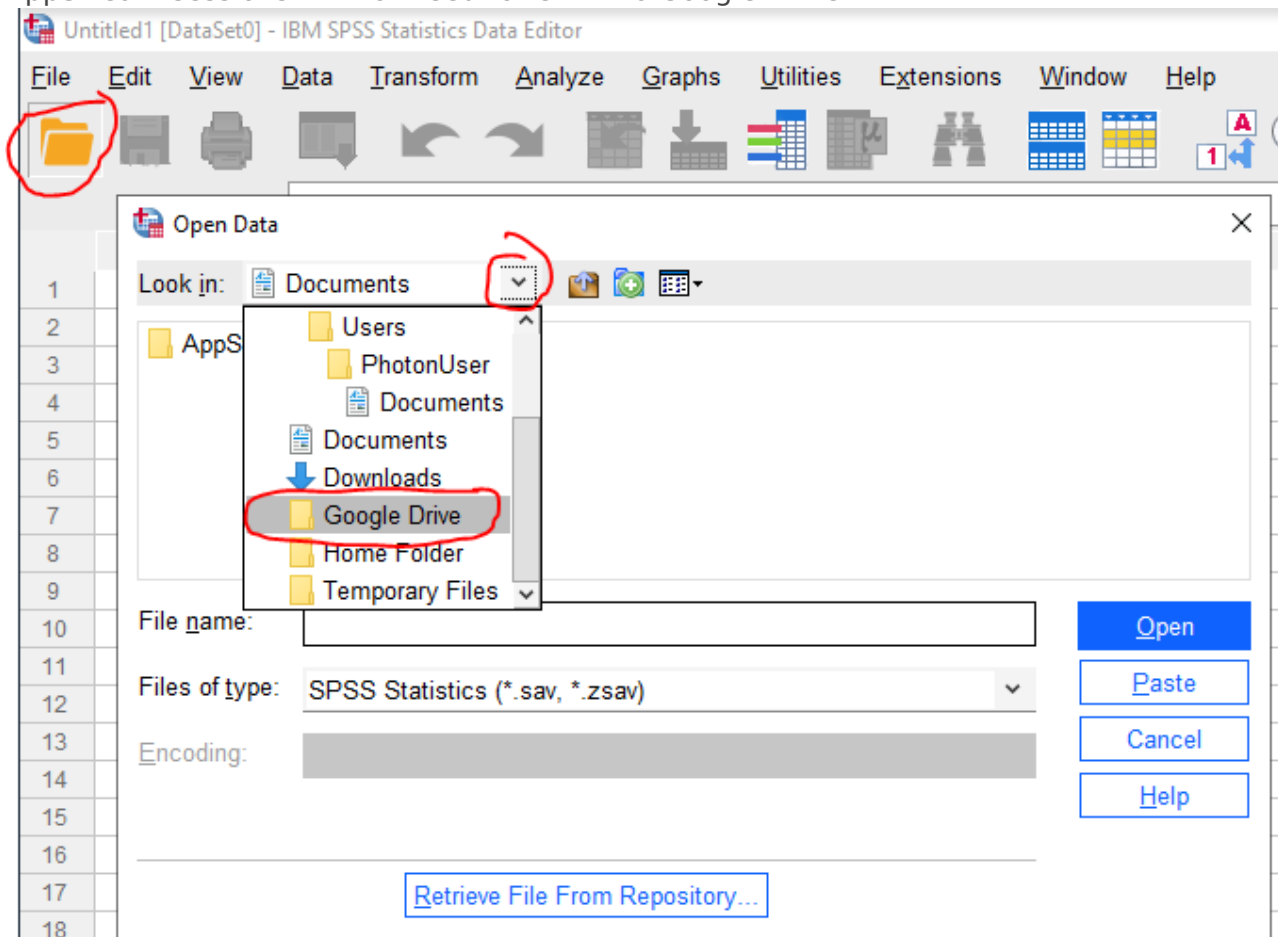 Untitled1 [DataSet0] - IBM SPSS Statistics Data Editor
File Edit View Data Transform Analyze Graphs Utilities Extensions Window Help
A
1
Open Data
1
Look in: Documents
2
Users
AppS
3
PhotonUser
4
Documents
5
Documents
6
Downloads
7
Google Drive
8
Home Folder
9
Temporary Files
10
File name:
Open
11
Files of type: SPSS Statistics (*.sav, *.zsav)
Paste
12
13
Encoding:
Cancel
14
Help
15
16
17
Retrieve File From Repository...
18